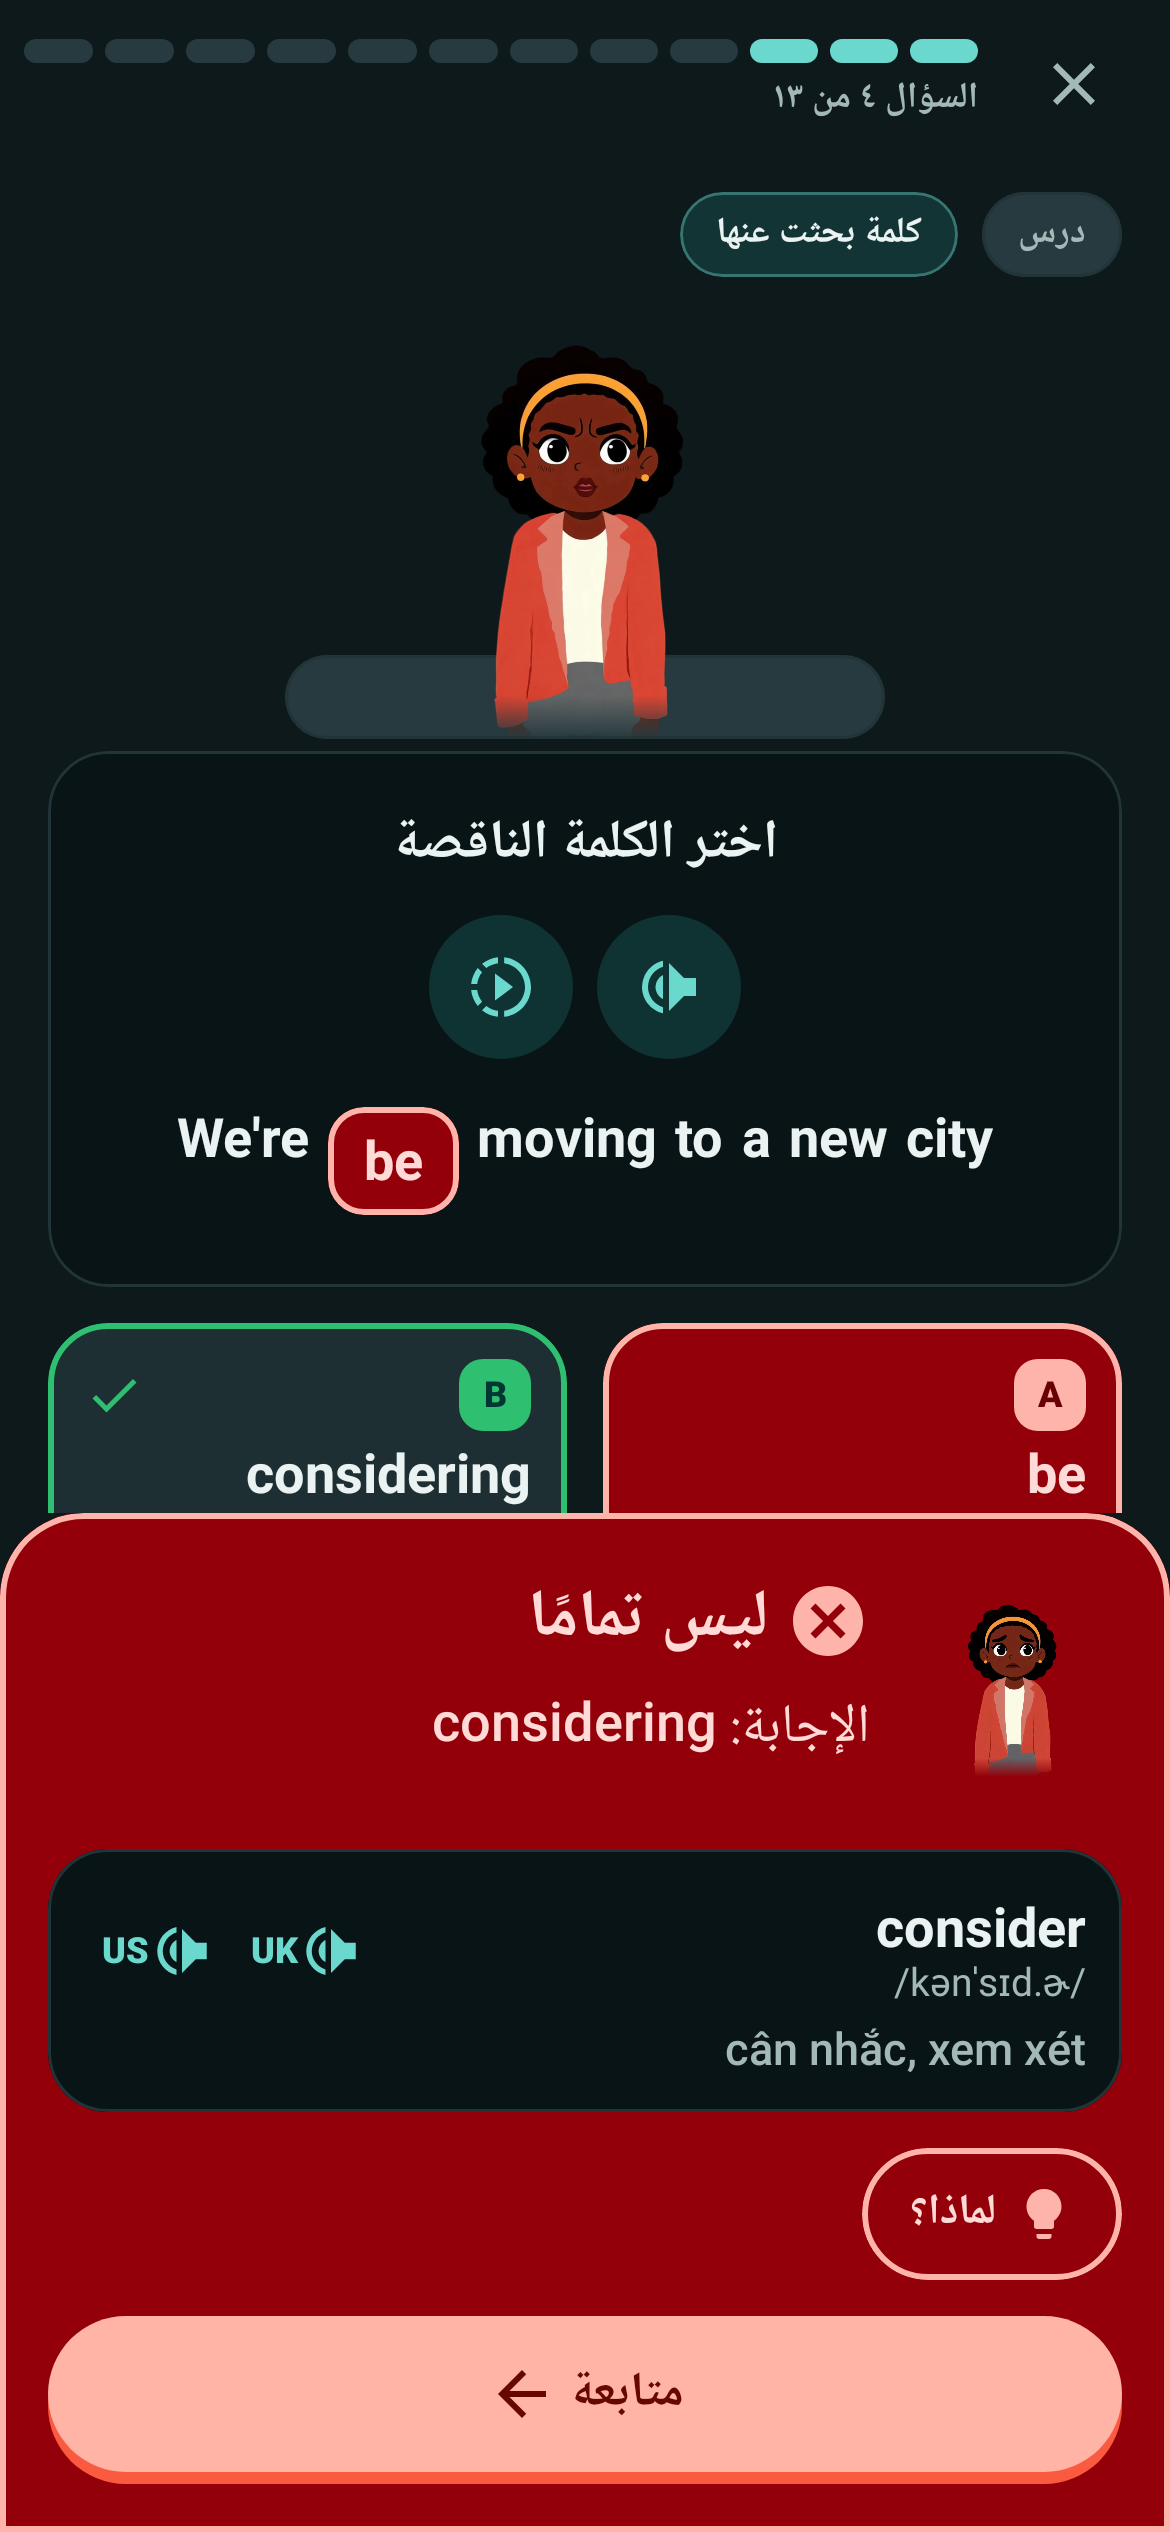 السؤال ٤ من ١٣
درس
كلمة بحثت عنها
اختر الكلمة الناقصة
We're be moving to a new city
A
be
B
considering
ليس تمامًا
الإجابة: considering
consider
/kənˈsɪd.ɚ/
cân nhắc, xem xét
UK
US
لماذا؟
متابعة